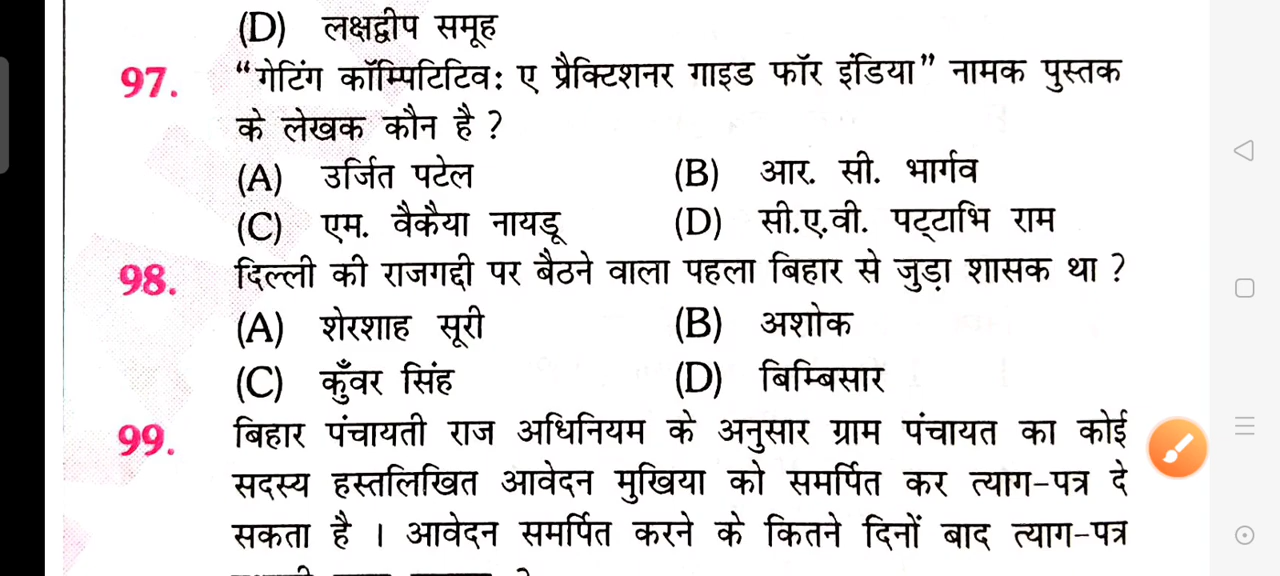 (D) लक्षद्वीप समूह
97. “गेटिंग कॉम्पिटिटिव: ए प्रैक्टिशनर गाइड फॉर इंडिया” नामक पुस्तक
के लेखक कौन है ?
(A) उर्जित पटेल (B) आर. सी. भार्गव
(C) एम. वैकैया नायडू (D) सी.ए.वी. पट्टाभि राम
98. दिल्ली की राजगद्दी पर बैठने वाला पहला बिहार से जुड़ा शासक था ?
(A) शेरशाह सूरी (B) अशोक
(C) कुँवर सिंह (D) बिम्बिसार
99. बिहार पंचायती राज अधिनियम के अनुसार ग्राम पंचायत का कोई
सदस्य हस्तलिखित आवेदन मुखिया को समर्पित कर त्याग-पत्र दे
सकता है । आवेदन समर्पित करने के कितने दिनों बाद त्याग-पत्र